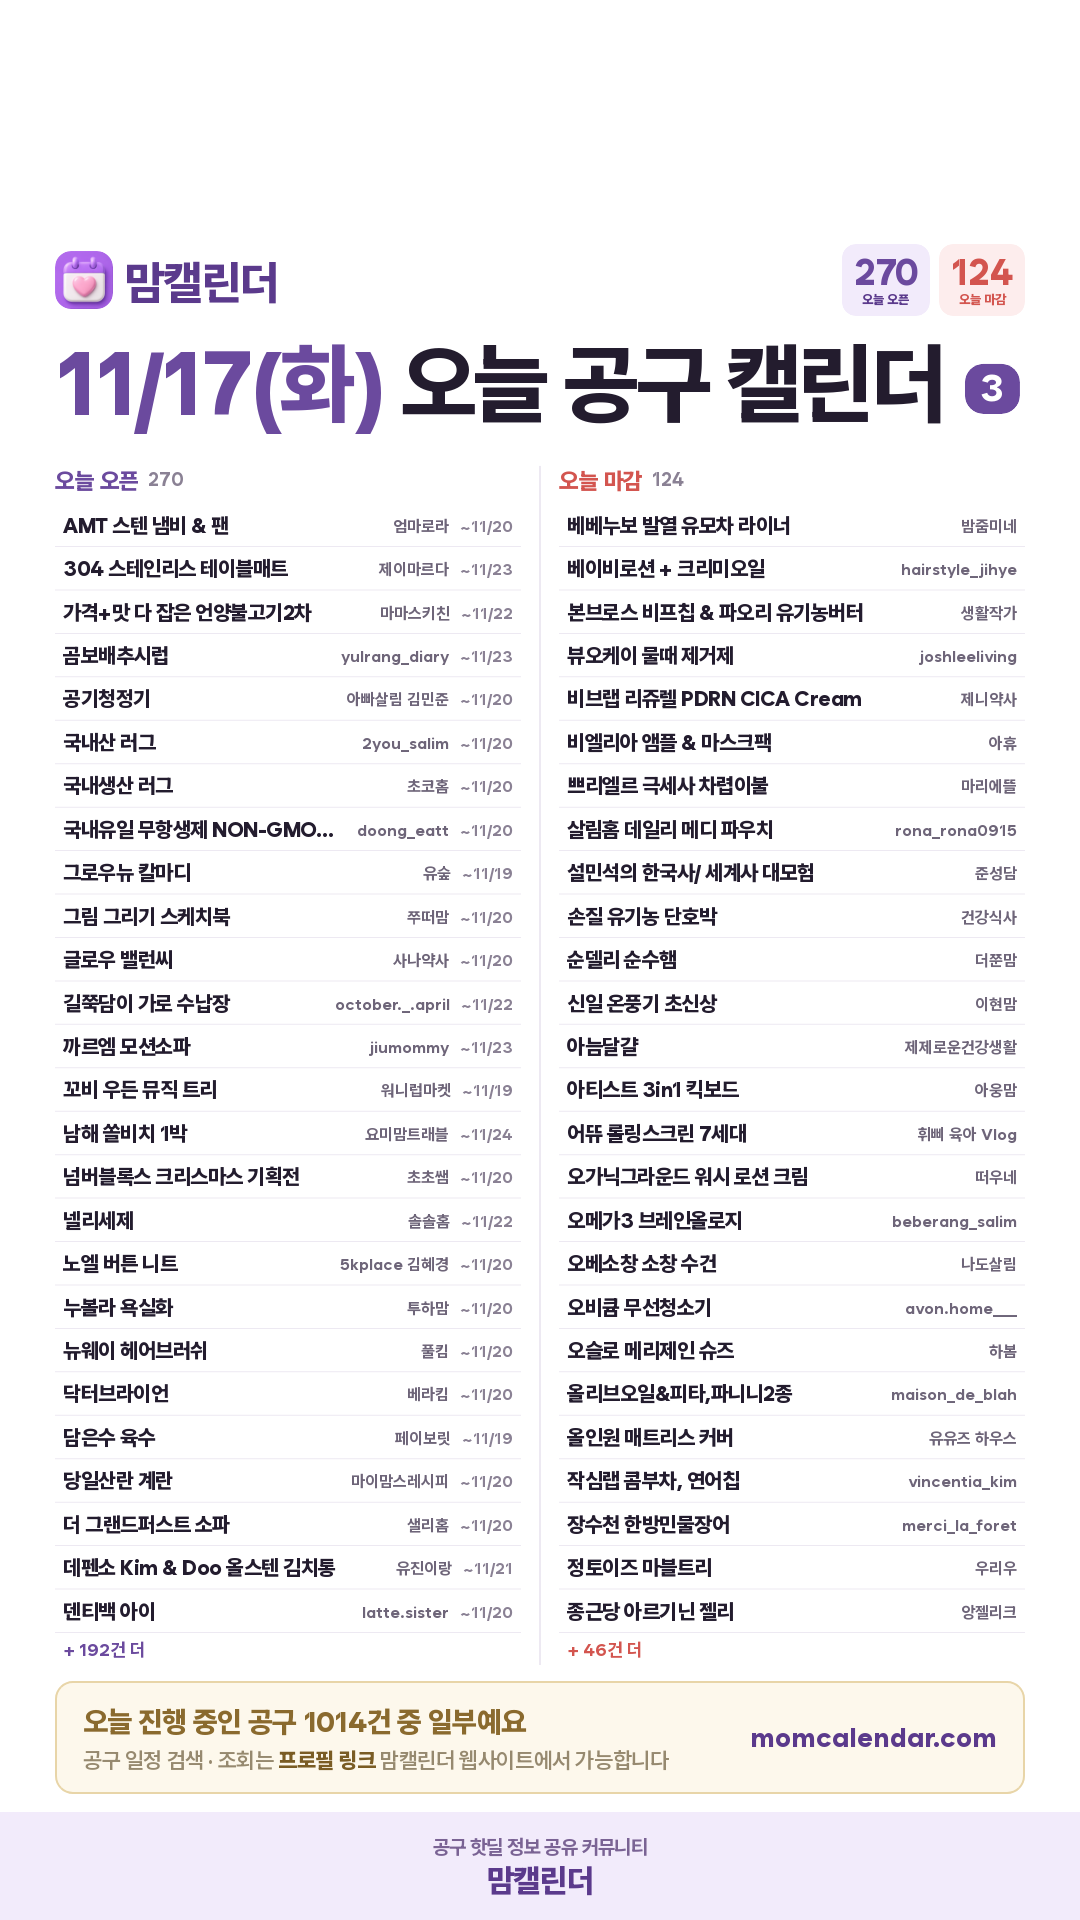 맘캘린더
270
오늘 오픈
124
오늘 마감
11/17(화) 오늘 공구 캘린더 3
오늘 오픈 270
AMT 스텐 냄비 & 팬 엄마로라 ~11/20
304 스테인리스 테이블매트 제이마르다 ~11/23
가격+맛 다 잡은 언양불고기2차 마마스키친 ~11/22
곰보배추시럽 yulrang_diary ~11/23
공기청정기 아빠살림 김민준 ~11/20
국내산 러그 2you_salim ~11/20
국내생산 러그 초코홈 ~11/20
국내유일 무항생제 NON-GMO... doong_eatt ~11/20
그로우뉴 칼마디 유숲 ~11/19
그림 그리기 스케치북 쭈떠맘 ~11/20
글로우 밸런씨 사나약사 ~11/20
길쭉담이 가로 수납장 october._.april ~11/22
까르엠 모션소파 jiumommy ~11/23
꼬비 우든 뮤직 트리 워니럽마켓 ~11/19
남해 쏠비치 1박 요미맘트래블 ~11/24
넘버블록스 크리스마스 기획전 초초쌤 ~11/20
넬리세제 솔솔홈 ~11/22
노엘 버튼 니트 5kplace 김혜경 ~11/20
누볼라 욕실화 투하맘 ~11/20
뉴웨이 헤어브러쉬 풀킴 ~11/20
닥터브라이언 베라킴 ~11/20
담은수 육수 페이보릿 ~11/19
당일산란 계란 마이맘스레시피 ~11/20
더 그랜드퍼스트 소파 샐리홈 ~11/20
데펜소 Kim & Doo 올스텐 김치통 유진이랑 ~11/21
덴티백 아이 latte.sister ~11/20
+ 192건 더
오늘 마감 124
베베누보 발열 유모차 라이너 밤줌미네
베이비로션 + 크리미오일 hairstyle_jihye
본브로스 비프칩 & 파오리 유기농버터 생활작가
뷰오케이 물때 제거제 joshleeliving
비브랩 리쥬렐 PDRN CICA Cream 제니약사
비엘리아 앰플 & 마스크팩 아휴
쁘리엘르 극세사 차렵이불 마리에뜰
살림홈 데일리 메디 파우치 rona_rona0915
설민석의 한국사/ 세계사 대모험 준성담
손질 유기농 단호박 건강식사
순델리 순수햄 더쭌맘
신일 온풍기 초신상 이현맘
아늠달걀 제제로운건강생활
아티스트 3in1 킥보드 아웅맘
어뜌 롤링스크린 7세대 휘삐 육아 Vlog
오가닉그라운드 워시 로션 크림 떠우네
오메가3 브레인올로지 beberang_salim
오베소창 소창 수건 나도살림
오비큠 무선청소기 avon.home___
오슬로 메리제인 슈즈 하봄
올리브오일&피타,파니니2종 maison_de_blah
올인원 매트리스 커버 유유즈 하우스
작심랩 콤부차, 연어칩 vincentia_kim
장수천 한방민물장어 merci_la_foret
정토이즈 마블트리 우리우
종근당 아르기닌 젤리 앙젤리크
+ 46건 더
오늘 진행 중인 공구 1014건 중 일부예요
공구 일정 검색 · 조회는 프로필 링크 맘캘린더 웹사이트에서 가능합니다
momcalendar.com
공구 핫딜 정보 공유 커뮤니티
맘캘린더